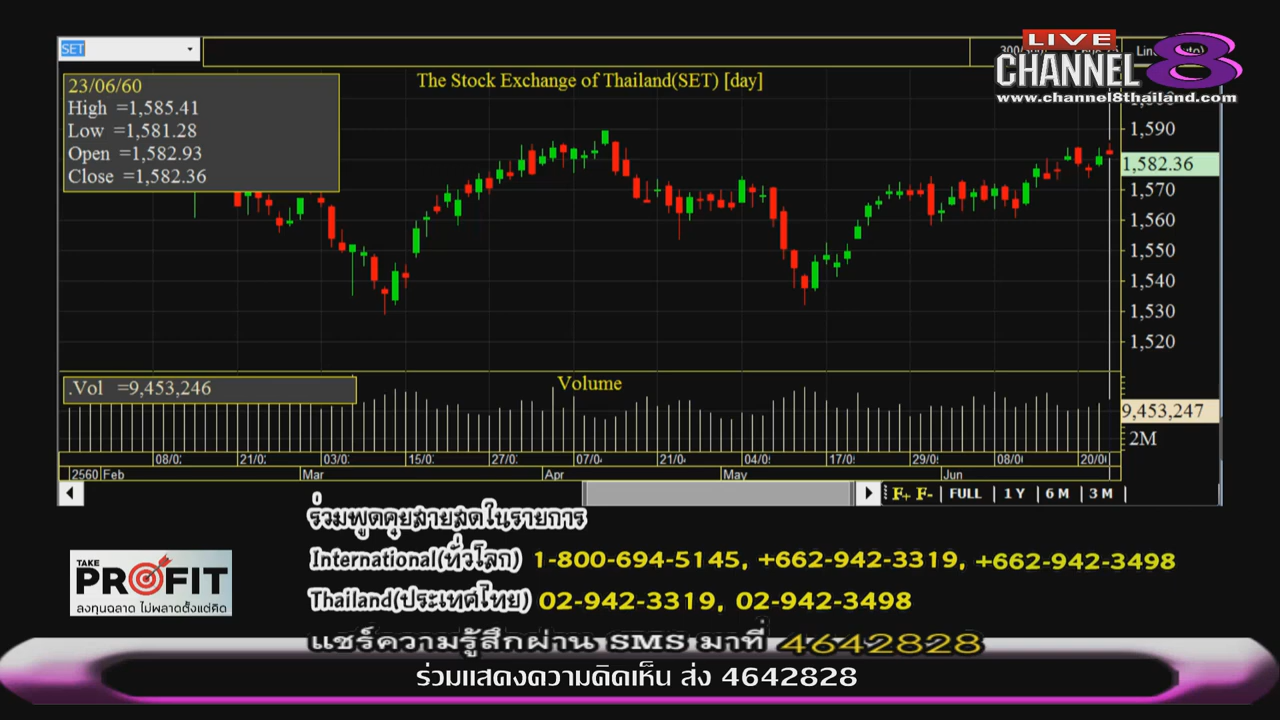 SET
LIVE
CHANNEL 8
www.channel8thailand.com
The Stock Exchange of Thailand(SET) [day]
23/06/60
High =1,585.41
Low =1,581.28
Open =1,582.93
Close =1,582.36
1,590
1,582.36
1,570
1,560
1,550
1,540
1,530
1,520
.Vol =9,453,246
Volume
9,453,247
2M
08/0 21/0 03/0 15/0 27/0 07/0 21/0 04/0 17/0 29/0 08/0 20/0
2560 Feb Mar Apr May Jun
F+ F- FULL 1 Y 6 M 3 M
ร่วมพูดคุยสายสดในรายการ
International(ทั่วโลก) 1-800-694-5145, +662-942-3319, +662-942-3498
TAKE
PROFIT
ลงทุนฉลาด ไม่พลาดตั้งแต่คิด
Thailand(ประเทศไทย) 02-942-3319, 02-942-3498
แชร์ความรู้สึกผ่าน SMS มาที่ 4642828
ร่วมแสดงความคิดเห็น ส่ง 4642828